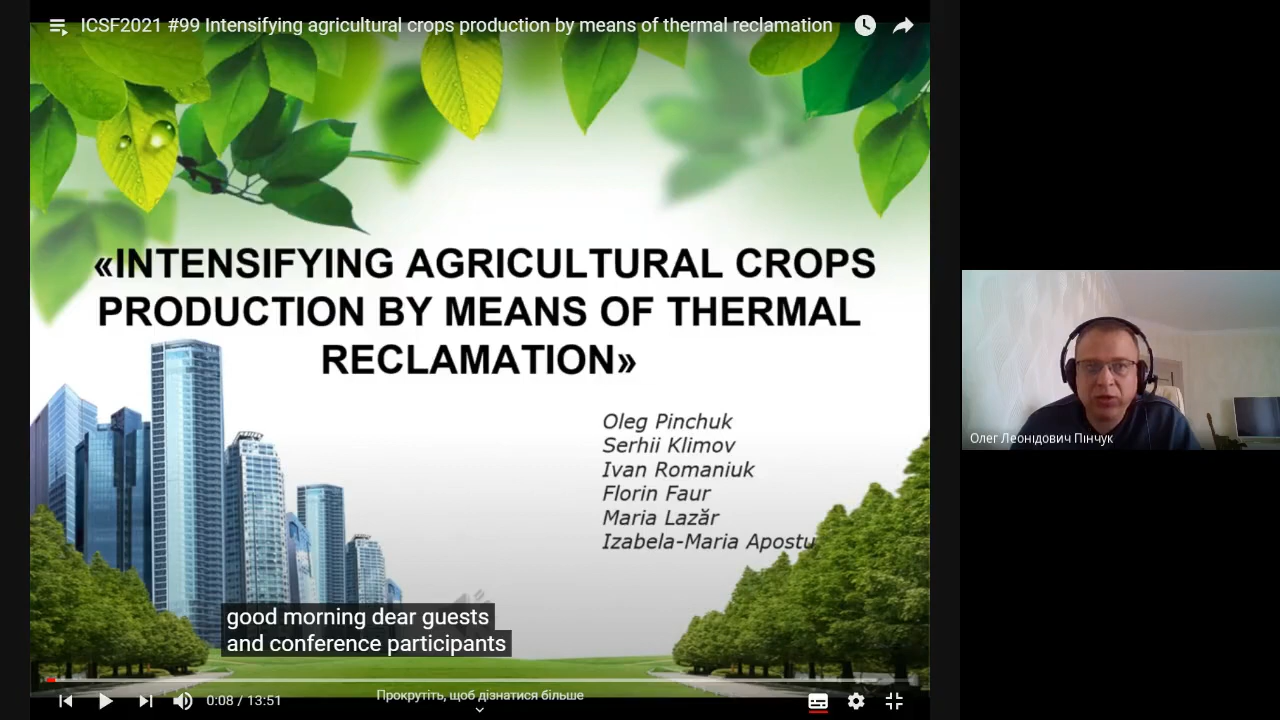 ICSF2021 #99 Intensifying agricultural crops production by means of thermal reclamation
«INTENSIFYING AGRICULTURAL CROPS
PRODUCTION BY MEANS OF THERMAL
RECLAMATION»
Oleg Pinchuk
Serhii Klimov
Ivan Romaniuk
Florin Faur
Maria Lazăr
Izabela-Maria Apostu
good morning dear guests
and conference participants
0:08 / 13:51
Прокрутіть, щоб дізнатися більше
Олег Леонідович Пінчук